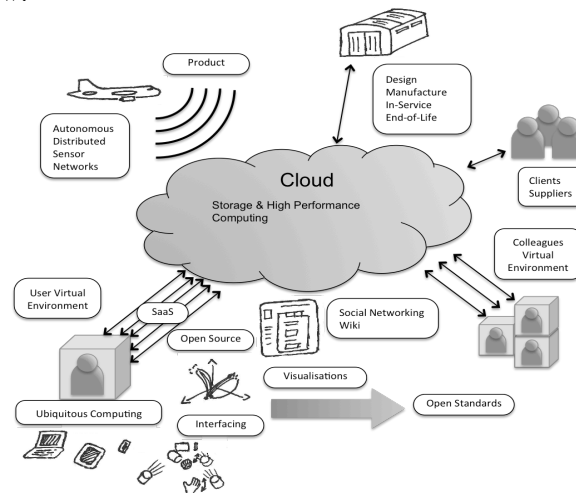 Product
Autonomous
Distributed
Sensor
Networks
Design
Manufacture
In-Service
End-of-Life
Clients
Suppliers
Cloud
Storage & High Performance
Computing
Colleagues
Virtual
Environment
User Virtual
Environment
SaaS
Open Source
Social Networking
Wiki
Visualisations
Open Standards
Ubiquitous Computing
Interfacing